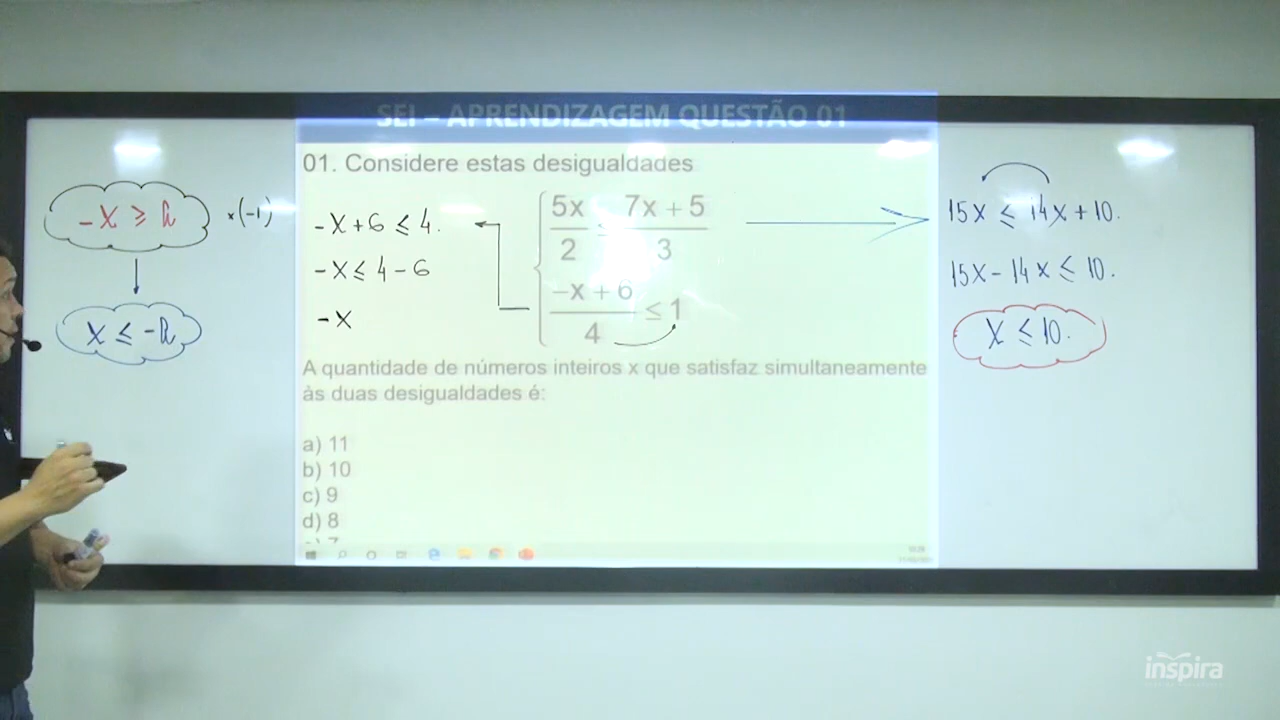 SEI – APRENDIZAGEM QUESTÃO 01
01. Considere estas desigualdades
5x/2 ≤ 7x + 5/3
-x + 6/4 ≤ 1
A quantidade de números inteiros x que satisfaz simultaneamente
às duas desigualdades é:
a) 11
b) 10
c) 9
d) 8
-X ≥ a
×(-1)
X ≤ -a
-X+6 ≤ 4.
-X ≤ 4-6
-X
15X ≤ 14X+10.
15X-14X ≤ 10.
X ≤ 10.
inspira